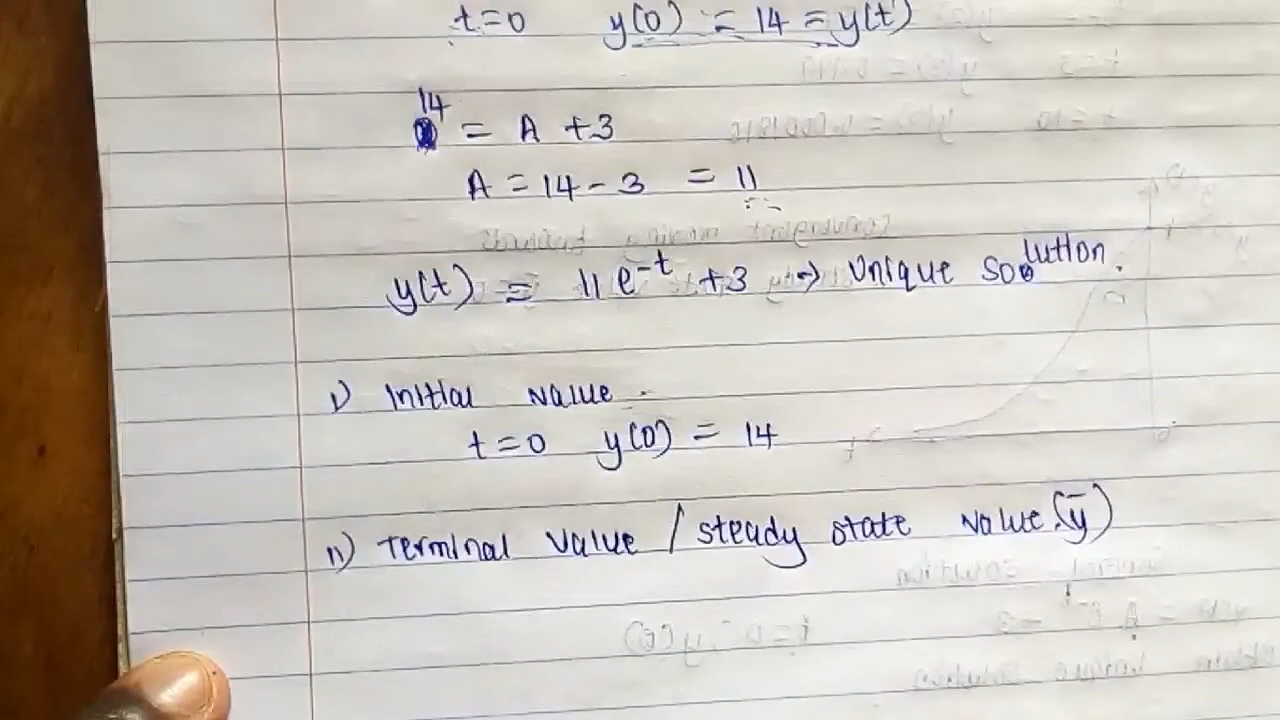 t=0 y(0) = 14 = y(t)
14
= A + 3
A = 14 - 3 = 11
y(t) = 11 e^-t + 3 → Unique Solution.
i) Initial Value.
t=0 y(0) = 14
ii) Terminal Value / steady state value (ȳ)